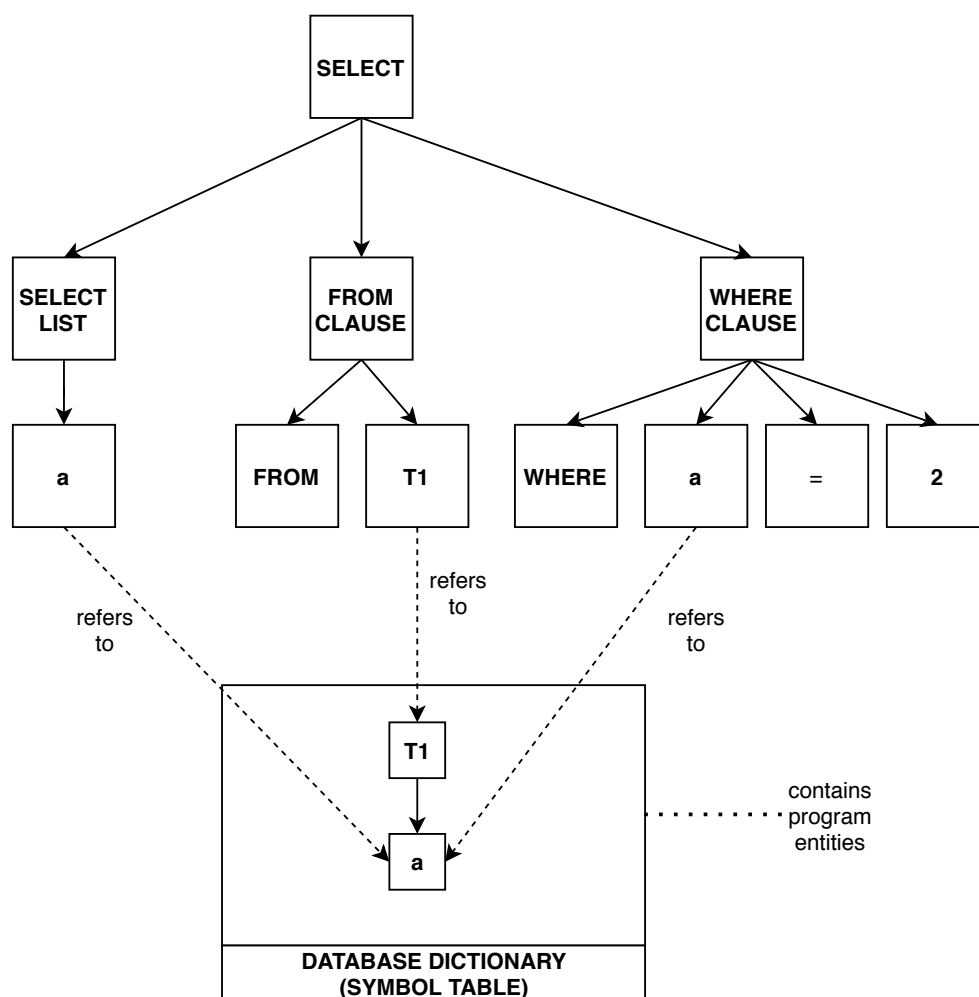 SELECT
SELECT
LIST
FROM
CLAUSE
WHERE
CLAUSE
a
FROM
T1
WHERE
a
=
2
refers
to
refers
to
refers
to
T1
a
contains
program
entities
DATABASE DICTIONARY
(SYMBOL TABLE)